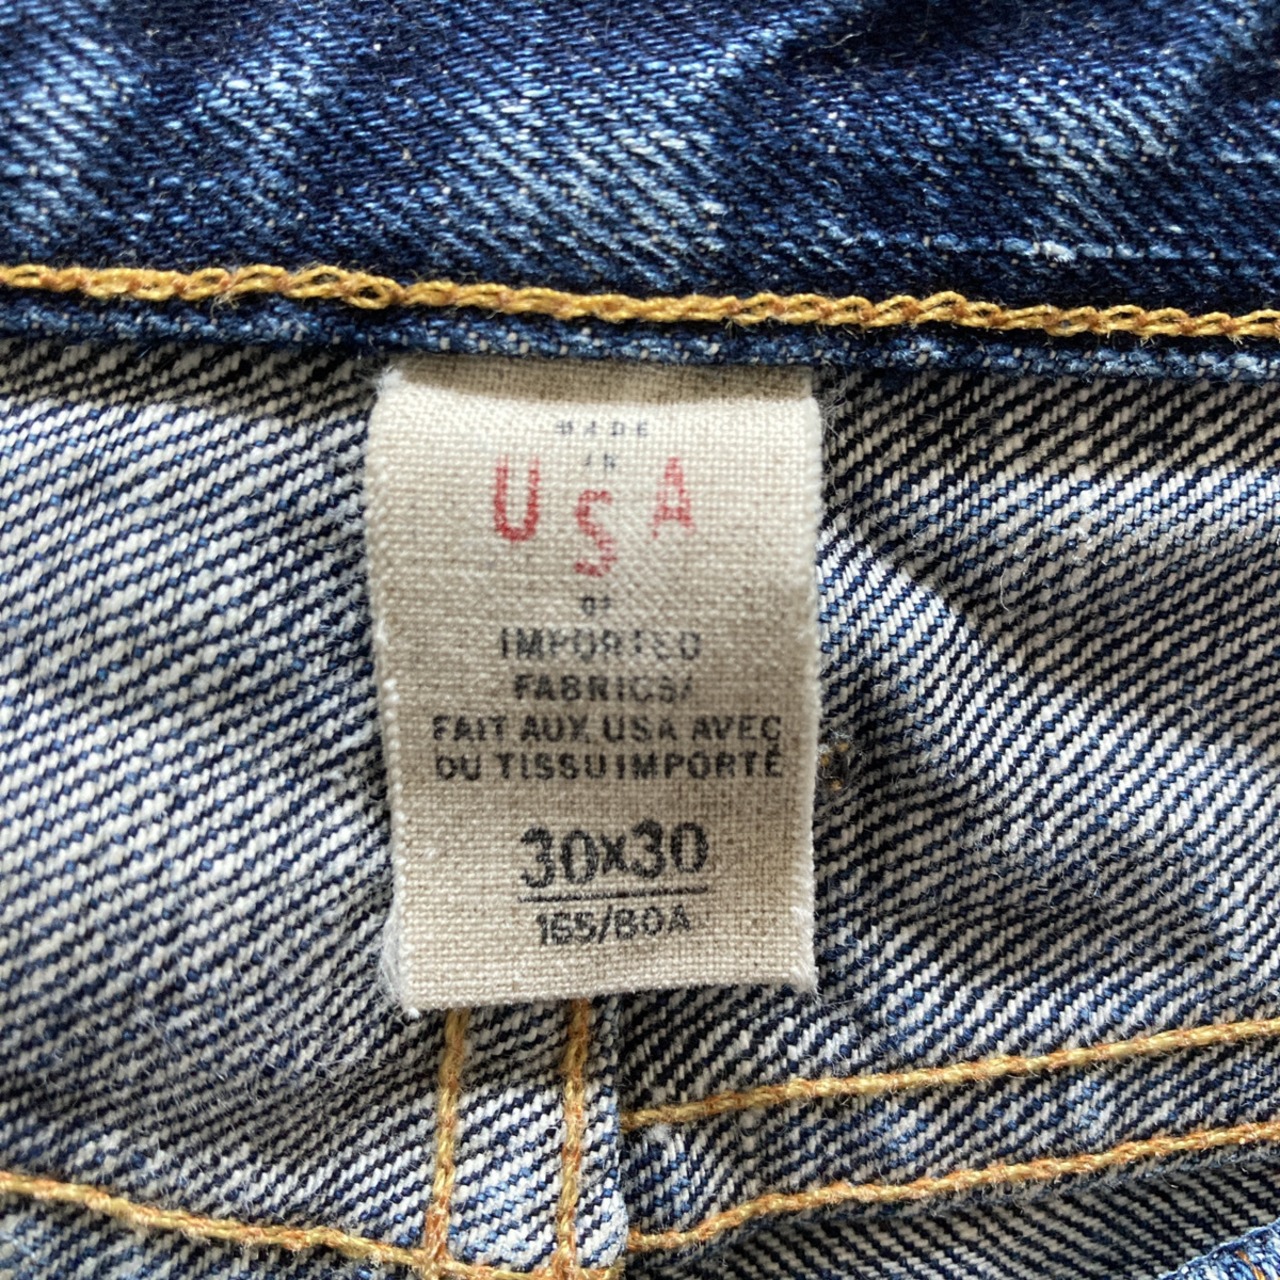 MADE
IN
USA
OF
IMPORTED
FABRICS/
FAIT AUX USA AVEC
DU TISSU IMPORTÉ
30x30
165/80A